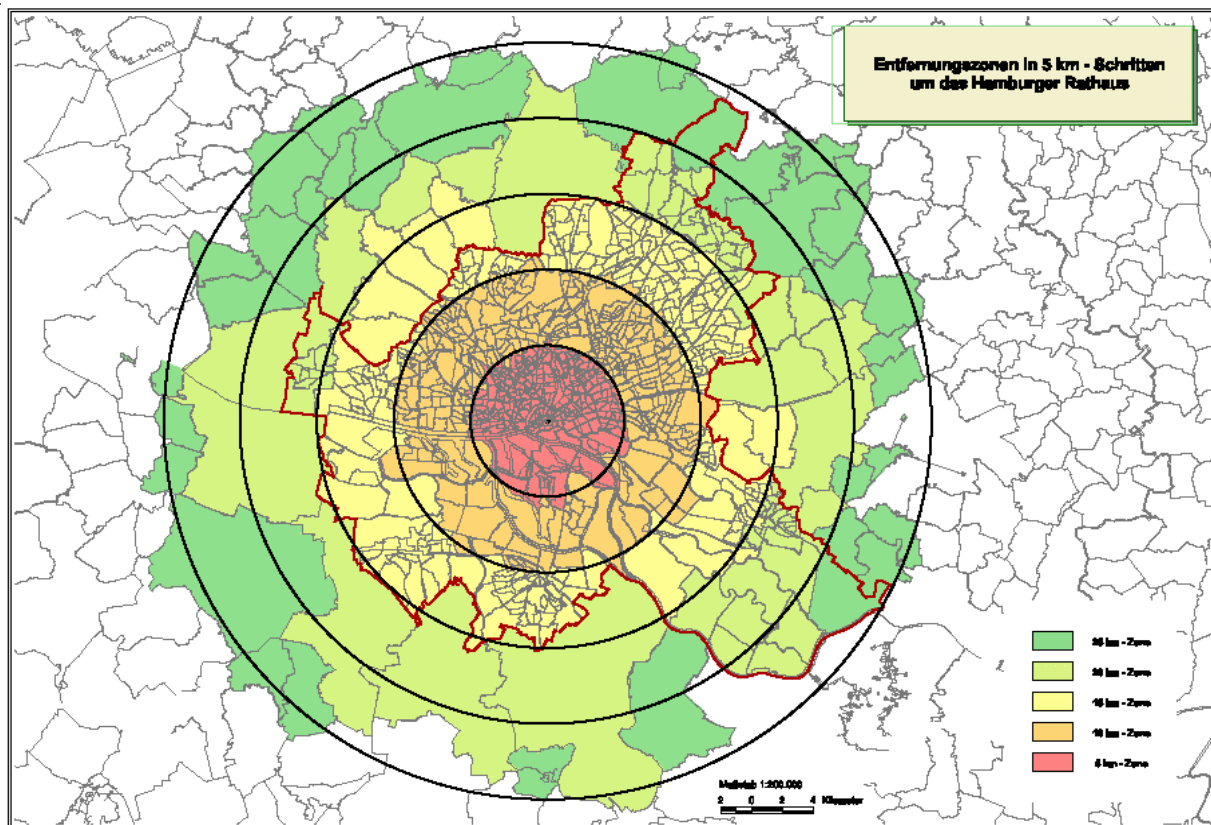 Entfernungszonen in 5 km - Schritten
um das Hamburger Rathaus
25 km - Zone
20 km - Zone
15 km - Zone
10 km - Zone
5 km - Zone
Maßstab 1:200.000
2 0 2 4 Kilometer